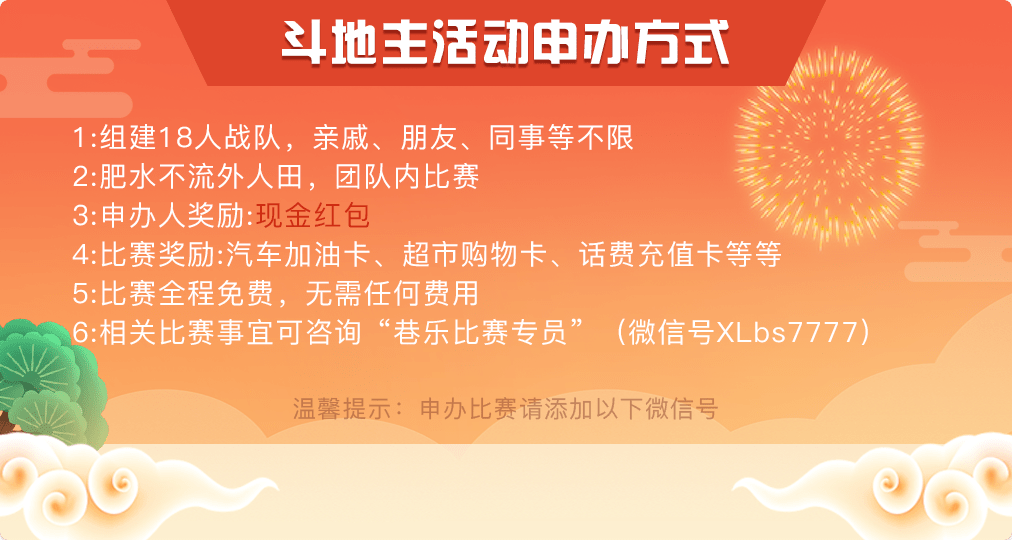 斗地主活动申办方式
1:组建18人战队，亲戚、朋友、同事等不限
2:肥水不流外人田，团队内比赛
3:申办人奖励:现金红包
4:比赛奖励:汽车加油卡、超市购物卡、话费充值卡等等
5:比赛全程免费，无需任何费用
6:相关比赛事宜可咨询“巷乐比赛专员”（微信号XLbs7777）
温馨提示：申办比赛请添加以下微信号